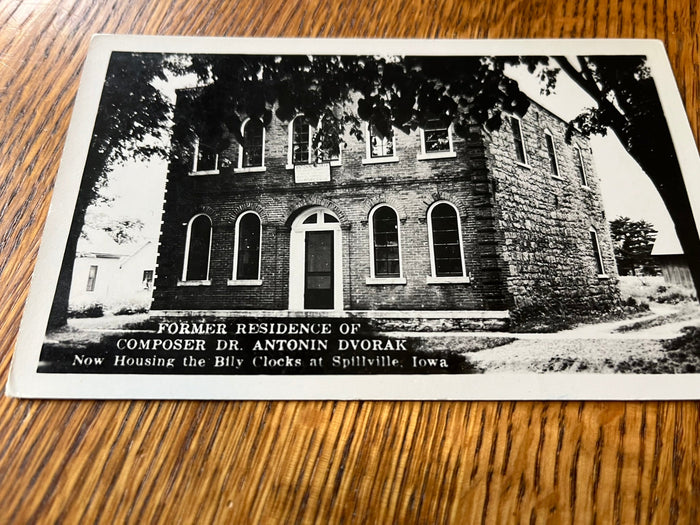 FORMER RESIDENCE OF
COMPOSER DR. ANTONIN DVORAK
Now Housing the Bily Clocks at Spillville, Iowa